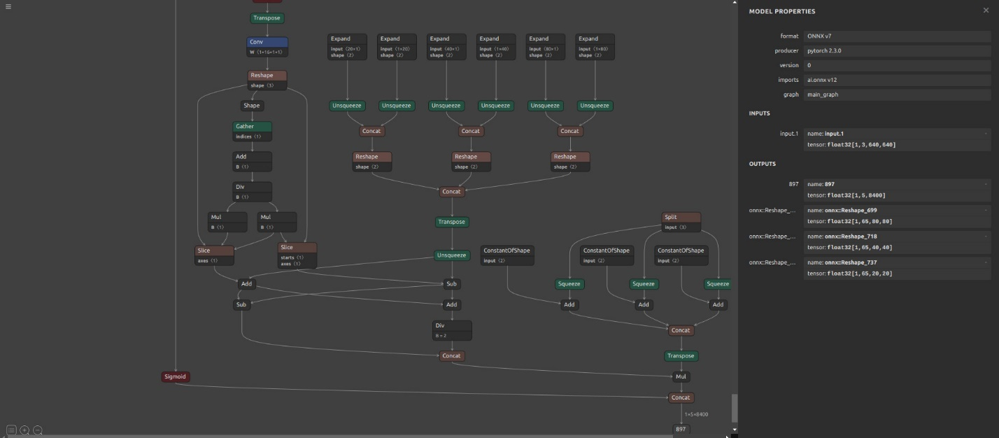 Transpose
Conv
W ⟨1×16×1×1⟩
Reshape
shape ⟨3⟩
Shape
Gather
indices ⟨1⟩
Add
B ⟨1⟩
Div
B ⟨1⟩
Mul
B ⟨1⟩
Mul
B ⟨1⟩
Slice
axes ⟨1⟩
Slice
starts ⟨1⟩
axes ⟨1⟩
Add
Sub
Sigmoid
Expand
input ⟨20×1⟩
shape ⟨2⟩
Expand
input ⟨1×20⟩
shape ⟨2⟩
Expand
input ⟨40×1⟩
shape ⟨2⟩
Expand
input ⟨1×40⟩
shape ⟨2⟩
Expand
input ⟨80×1⟩
shape ⟨2⟩
Expand
input ⟨1×80⟩
shape ⟨2⟩
Unsqueeze
Unsqueeze
Unsqueeze
Unsqueeze
Unsqueeze
Unsqueeze
Concat
Concat
Concat
Reshape
shape ⟨2⟩
Reshape
shape ⟨2⟩
Reshape
shape ⟨2⟩
Concat
Transpose
Unsqueeze
Sub
Add
Div
B = 2
Concat
Split
input ⟨3⟩
ConstantOfShape
input ⟨2⟩
ConstantOfShape
input ⟨2⟩
ConstantOfShape
input ⟨2⟩
Squeeze
Squeeze
Squeeze
Add
Add
Add
Concat
Transpose
Mul
Concat
1×5×8400
897
MODEL PROPERTIES
format
ONNX v7
producer
pytorch 2.3.0
version
0
imports
ai.onnx v12
graph
main_graph
INPUTS
input.1
name: input.1
tensor: float32[1,3,640,640]
OUTPUTS
897
name: 897
tensor: float32[1,5,8400]
onnx::Reshape_...
name: onnx::Reshape_699
tensor: float32[1,65,80,80]
onnx::Reshape_...
name: onnx::Reshape_718
tensor: float32[1,65,40,40]
onnx::Reshape_...
name: onnx::Reshape_737
tensor: float32[1,65,20,20]